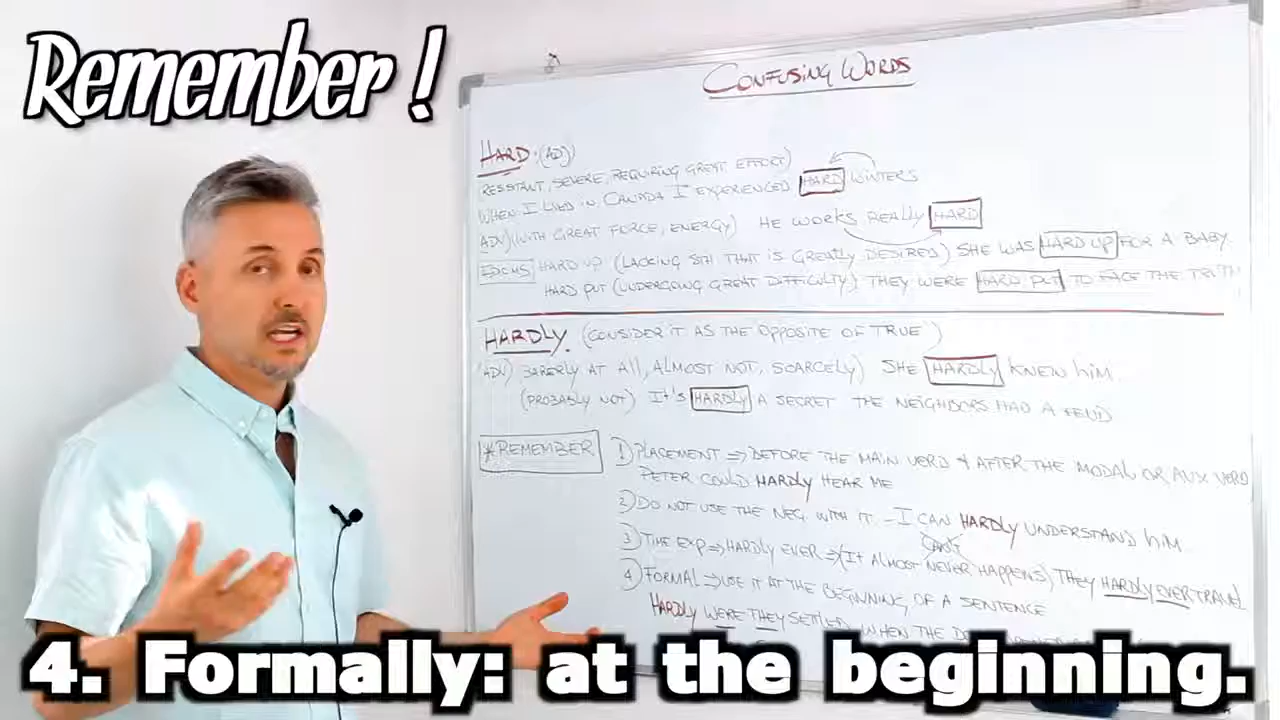 Remember !
CONFUSING WORDS
HARD: (ADJ)
RESISTANT, SEVERE, REQUIRING GREAT EFFORT)
WHEN I LIVED IN CANADA I EXPERIENCED HARD WINTERS
ADV) (WITH GREAT FORCE, ENERGY) HE WORKS REALLY HARD
IDIOMS HARD UP (LACKING STH THAT IS GREATLY DESIRED) SHE WAS HARD UP FOR A BABY.
HARD PUT (UNDERGOING GREAT DIFFICULTY) THEY WERE HARD PUT TO FACE THE TRUTH
HARDLY. (CONSIDER IT AS THE OPPOSITE OF TRUE)
ADV) BARERLY AT ALL, ALMOST NOT, SCARCELY) SHE HARDLY KNEW HIM.
(PROBABLY NOT) IT'S HARDLY A SECRET THE NEIGHBORS HAD A FEUD
*REMEMBER 1) PLACEMENT ⇒ BEFORE THE MAIN VERB & AFTER THE MODAL OR AUX VERB
PETER COULD HARDLY HEAR ME
2) DO NOT USE THE NEG WITH IT. - I CAN HARDLY UNDERSTAND HIM.
CAN'T
3) TIME EXP ⇒ HARDLY EVER ⇒ (IT ALMOST NEVER HAPPENS) THEY HARDLY EVER TRAVEL
4) FORMAL ⇒ USE IT AT THE BEGINNING OF A SENTENCE
HARDLY WERE THEY SETTLED, WHEN THE
4. Formally: at the beginning.